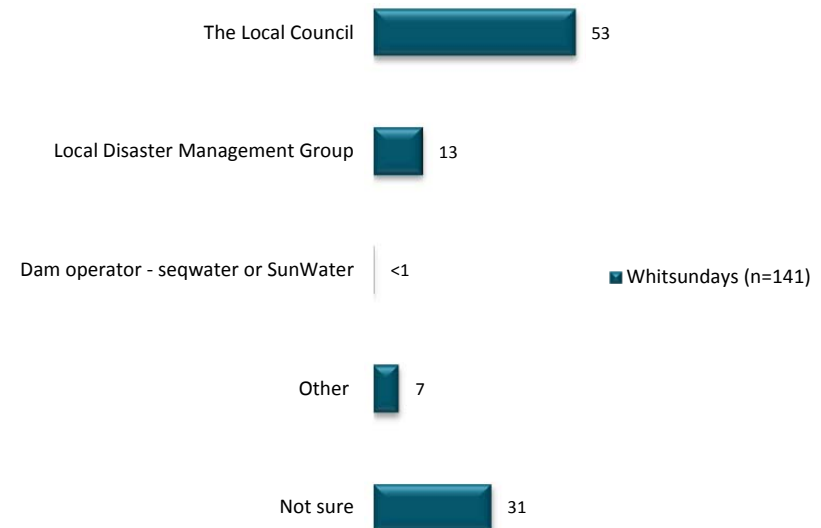 The Local Council 53
Local Disaster Management Group 13
Dam operator - seqwater or SunWater <1
Whitsundays (n=141)
Other 7
Not sure 31